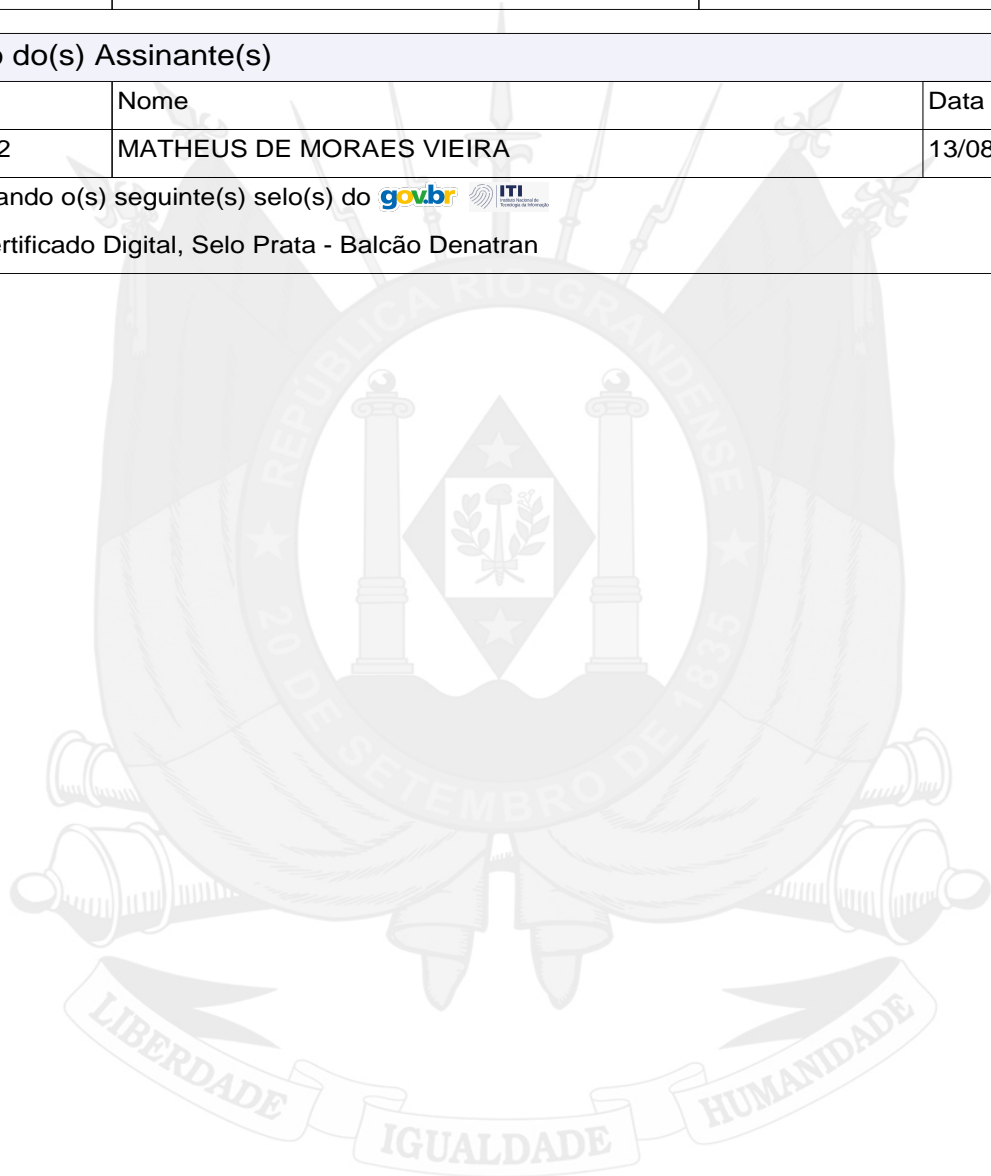 o do(s) Assinante(s)
Nome Data
2 MATHEUS DE MORAES VIEIRA 13/08
ando o(s) seguinte(s) selo(s) do gov.br ITI
ertificado Digital, Selo Prata - Balcão Denatran
REPÚBLICA RIO-GRANDENSE
20 DE SETEMBRO DE 1835
LIBERDADE IGUALDADE HUMANIDADE